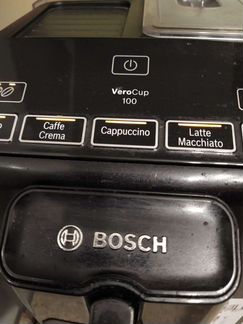 VeroCup
100
Caffe
Crema
Cappuccino
Latte
Macchiato
BOSCH